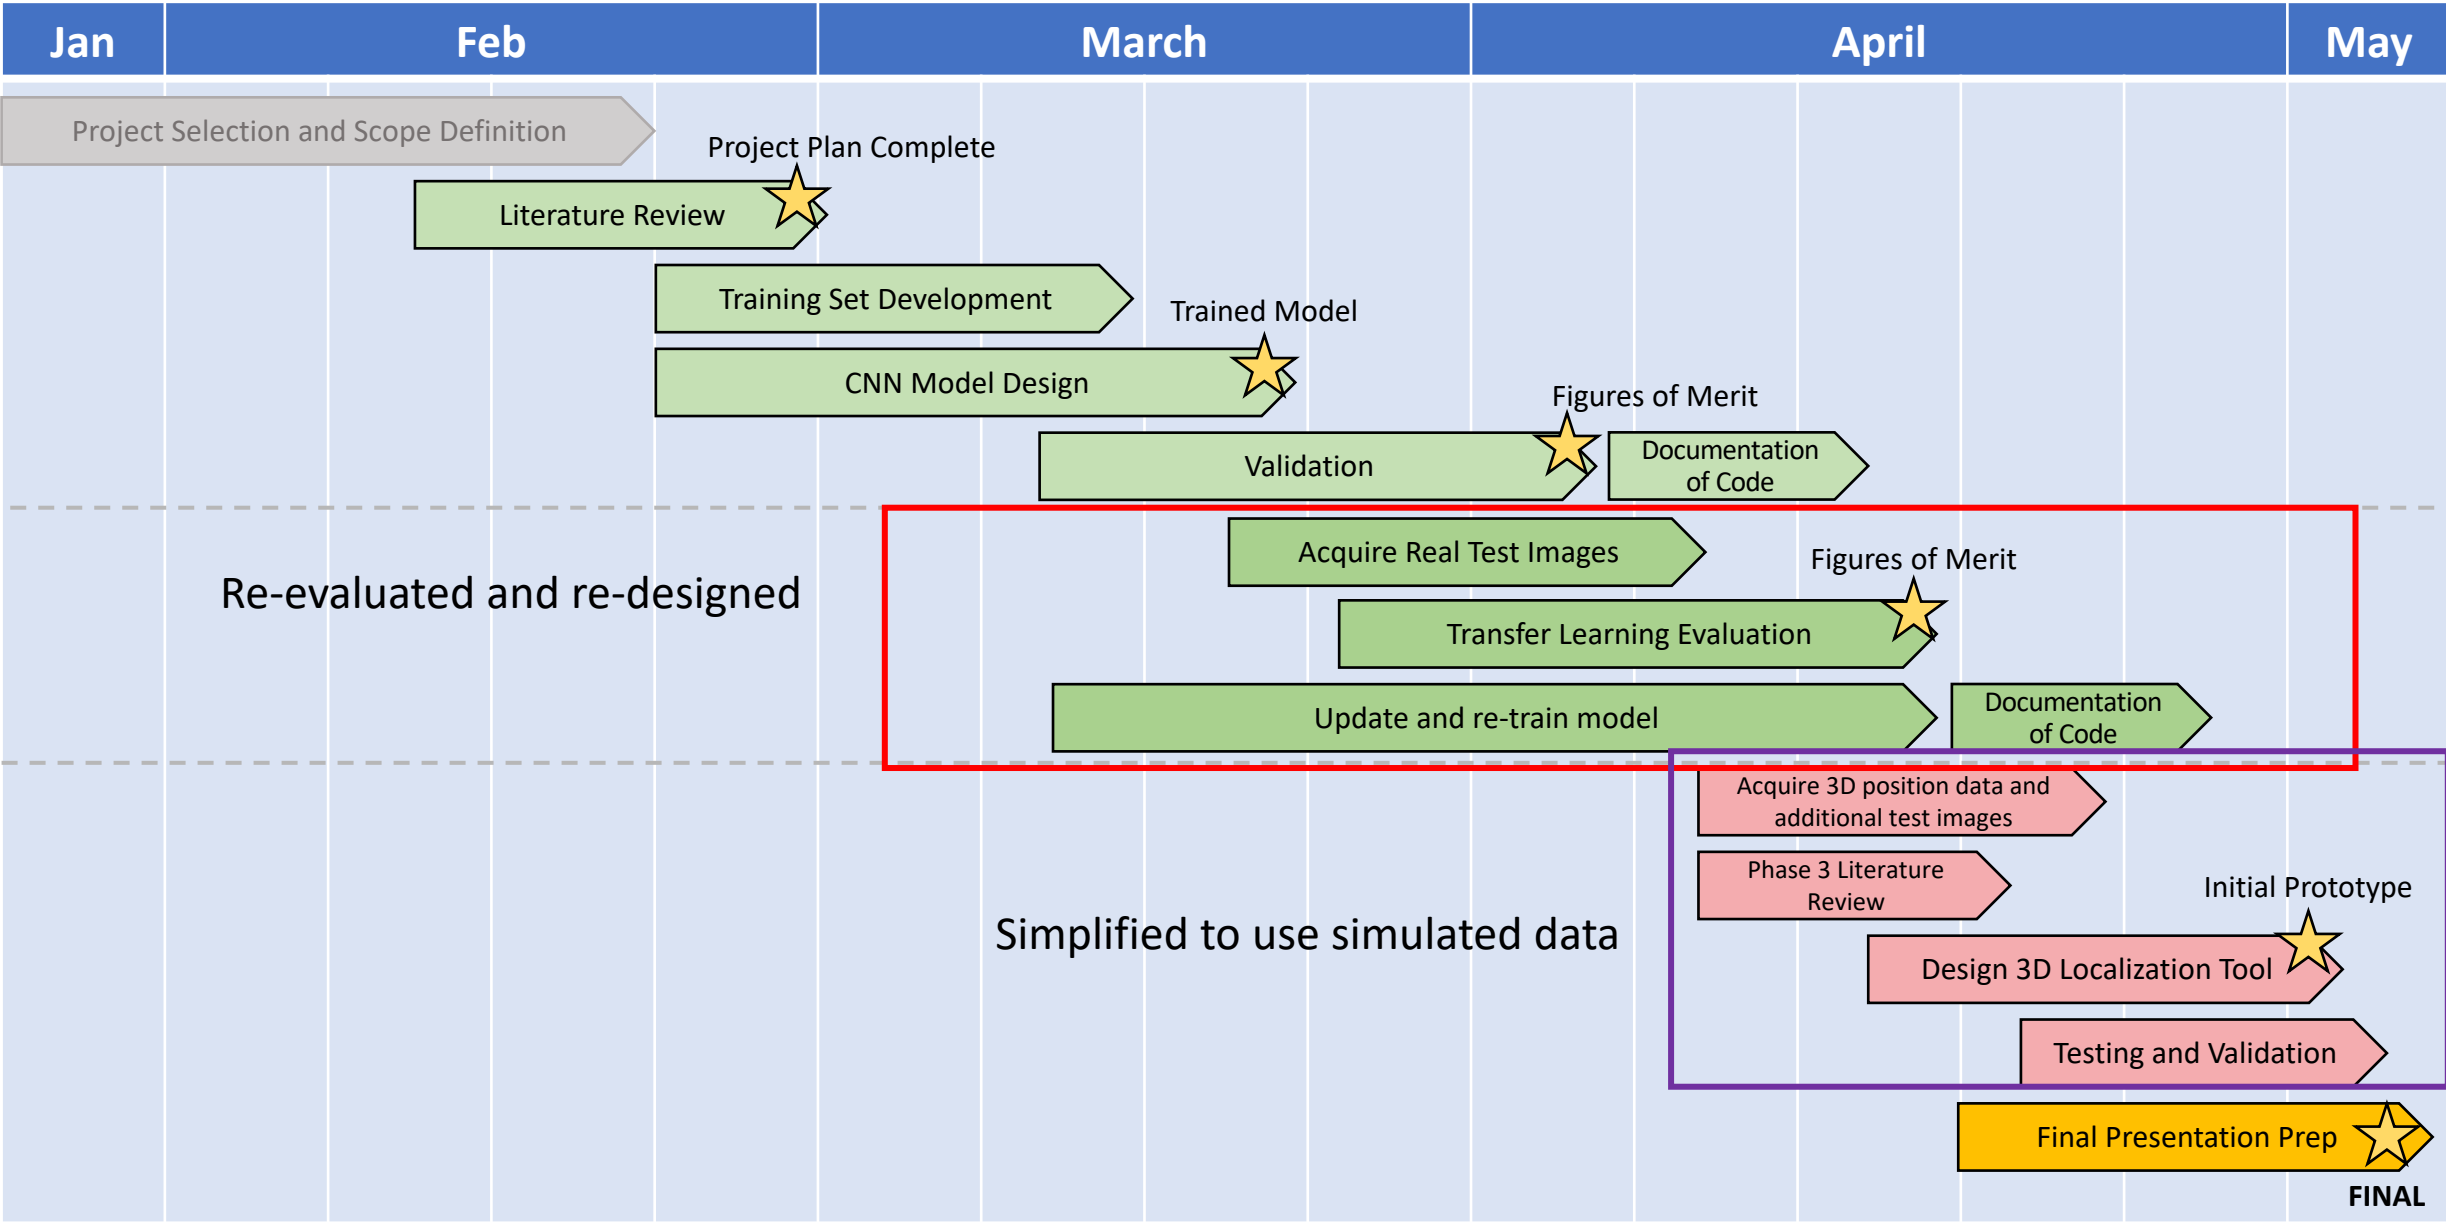 Jan Feb March April May
Project Selection and Scope Definition
Project Plan Complete
Literature Review
Training Set Development
Trained Model
CNN Model Design
Figures of Merit
Validation
Documentation
of Code
Acquire Real Test Images
Figures of Merit
Re-evaluated and re-designed
Transfer Learning Evaluation
Update and re-train model
Documentation
of Code
Acquire 3D position data and
additional test images
Phase 3 Literature
Review
Initial Prototype
Simplified to use simulated data
Design 3D Localization Tool
Testing and Validation
Final Presentation Prep
FINAL